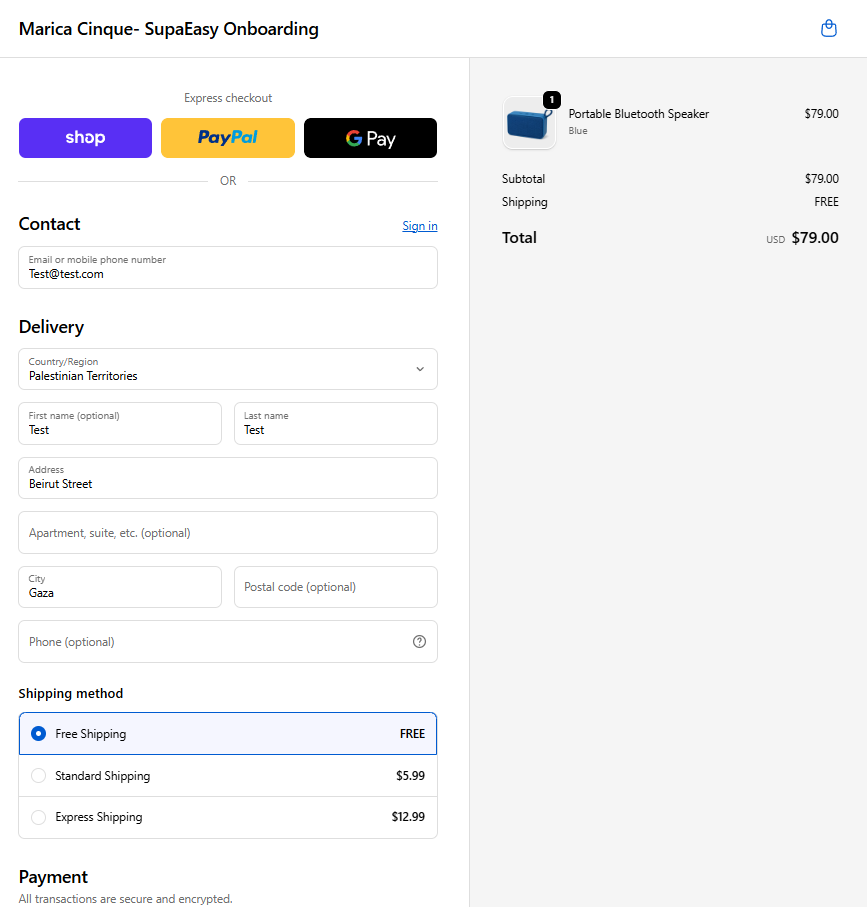 Marica Cinque- SupaEasy Onboarding
Express checkout
shop
PayPal
G Pay
OR
Contact
Sign in
Email or mobile phone number
Test@test.com
Delivery
Country/Region
Palestinian Territories
First name (optional)
Test
Last name
Test
Address
Beirut Street
Apartment, suite, etc. (optional)
City
Gaza
Postal code (optional)
Phone (optional)
?
Shipping method
Free Shipping FREE
Standard Shipping $5.99
Express Shipping $12.99
Payment
All transactions are secure and encrypted.
1
Portable Bluetooth Speaker $79.00
Blue
Subtotal $79.00
Shipping FREE
Total USD $79.00